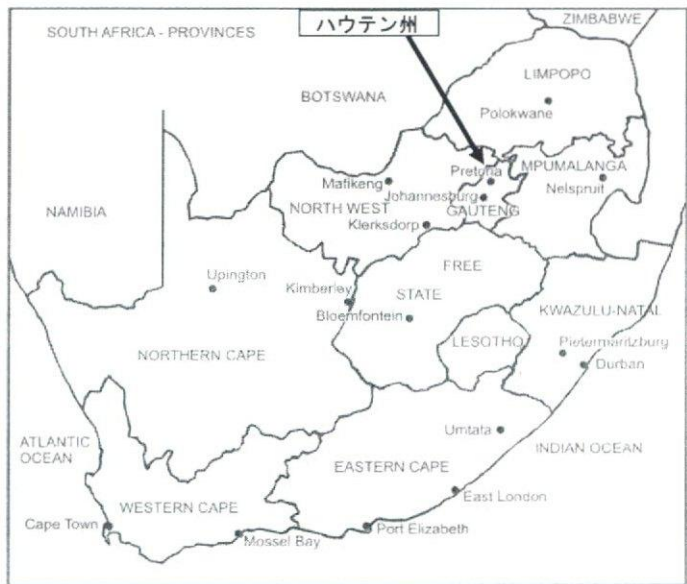 SOUTH AFRICA - PROVINCES
ハウテン州
ZIMBABWE
LIMPOPO
BOTSWANA
Polokwane
MPUMALANGA
Pretoria
Mafikeng
Nelspruit
Johannesburg
NAMIBIA
NORTH WEST
GAUTENG
Klerksdorp
FREE
STATE
Upington
Kimberley
Bloemfontein
KWAZULU-NATAL
LESOTHO
Pietermaritzburg
Durban
NORTHERN CAPE
Umtata
ATLANTIC
OCEAN
INDIAN OCEAN
EASTERN CAPE
East London
WESTERN CAPE
Cape Town
Port Elizabeth
Mossel Bay